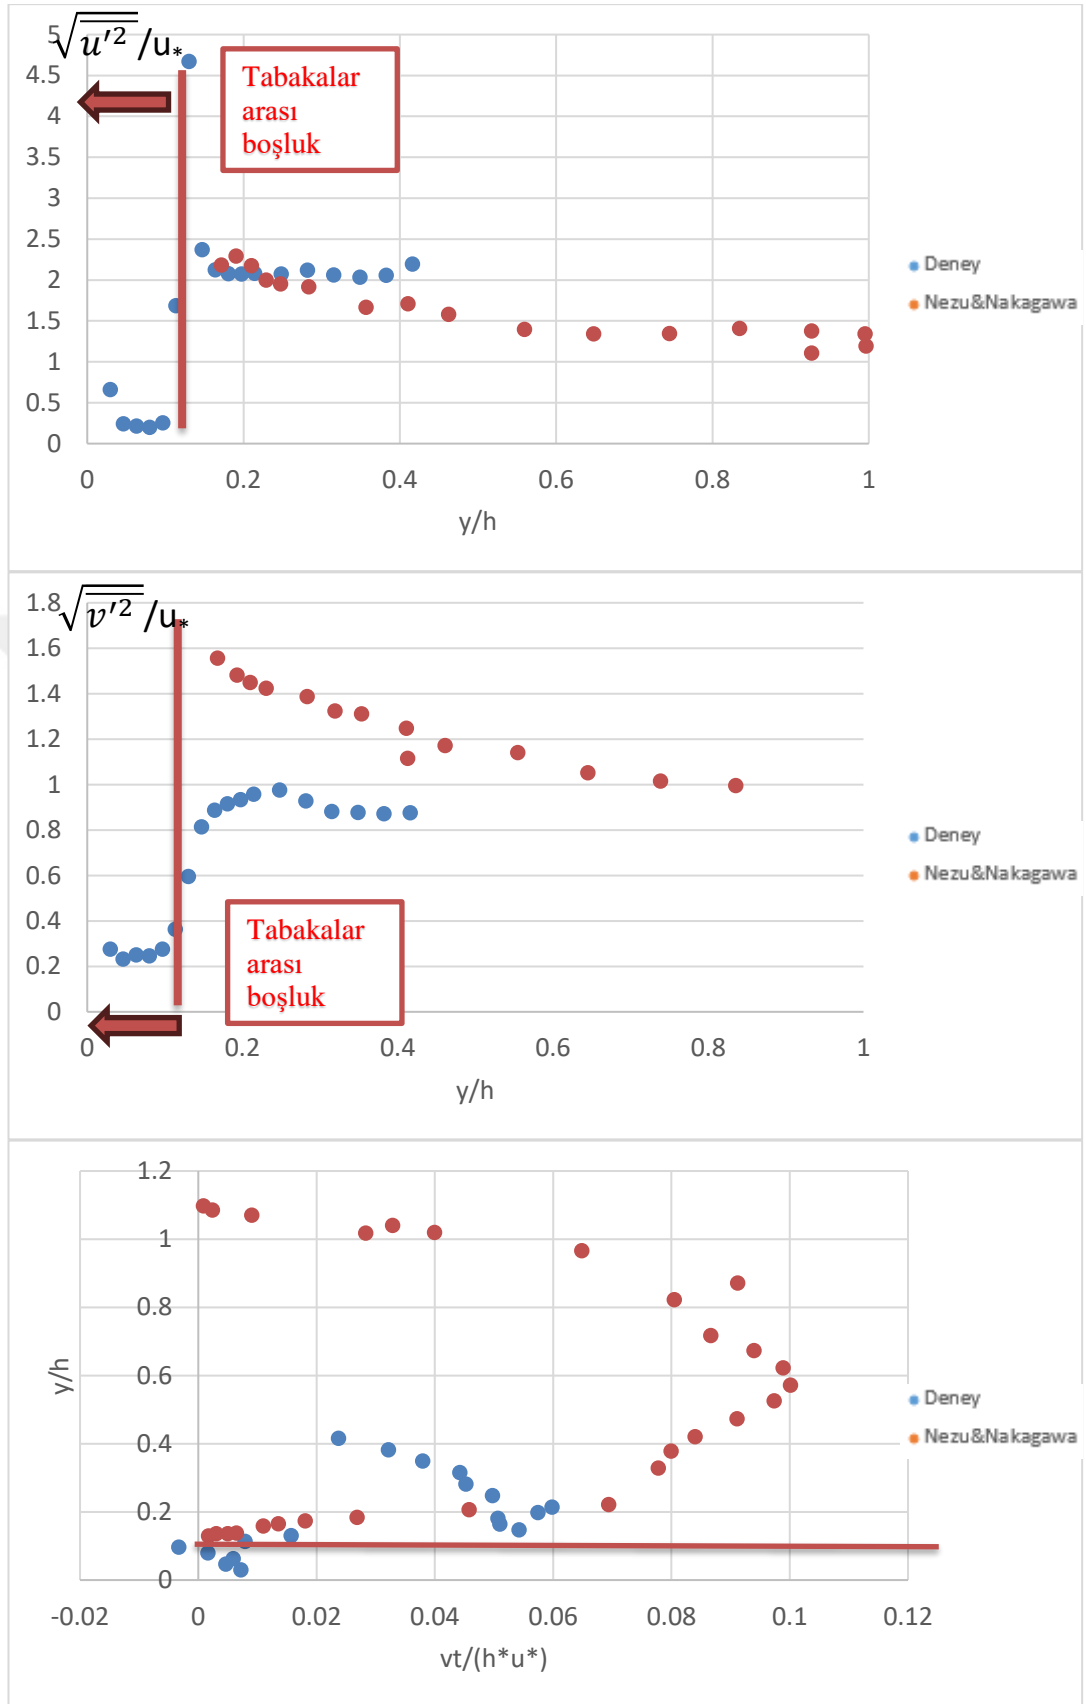 √u′² /u*
5
4.5
4
3.5
3
2.5
2
1.5
1
0.5
0
Tabakalar
arası
boşluk
0 0.2 0.4 0.6 0.8 1
y/h
Deney
Nezu&Nakagawa
√v′² /u*
1.8
1.6
1.4
1.2
1
0.8
0.6
0.4
0.2
0
Tabakalar
arası
boşluk
0 0.2 0.4 0.6 0.8 1
y/h
Deney
Nezu&Nakagawa
1.2
1
0.8
0.6
0.4
0.2
0
y/h
-0.02 0 0.02 0.04 0.06 0.08 0.1 0.12
vt/(h*u*)
Deney
Nezu&Nakagawa